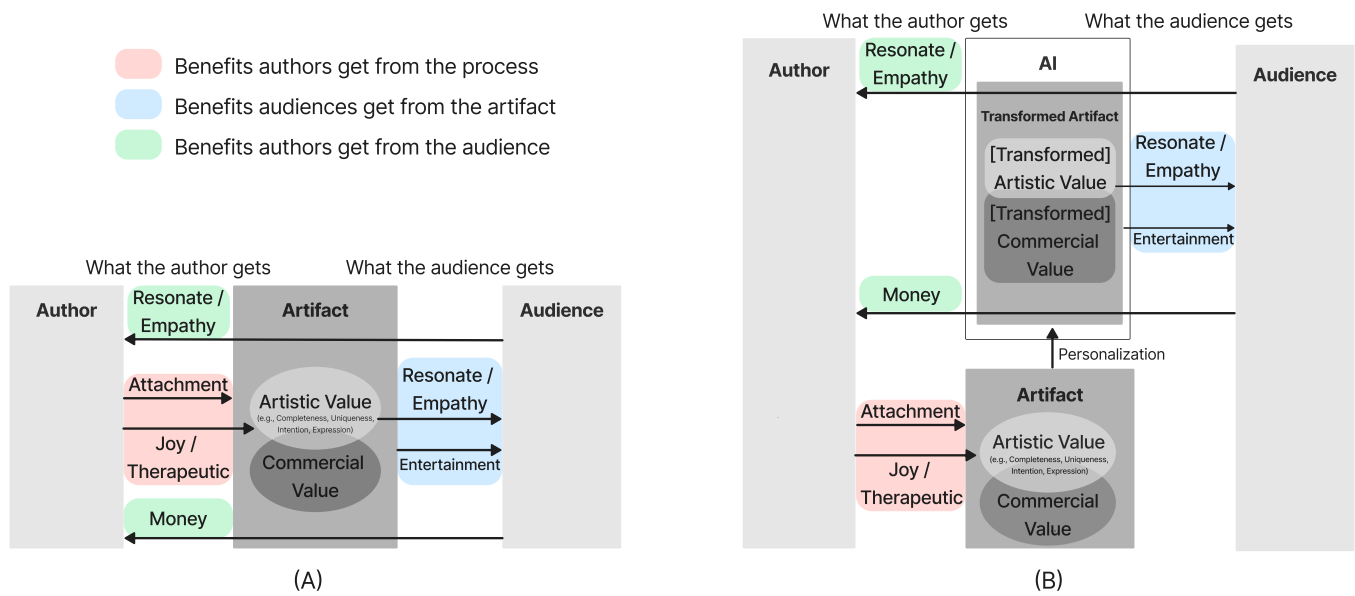 Benefits authors get from the process
Benefits audiences get from the artifact
Benefits authors get from the audience
What the author gets
What the audience gets
Author
Resonate /
Empathy
Artifact
Audience
Attachment
Joy /
Therapeutic
Artistic Value
(e.g., Completeness, Uniqueness,
Intention, Expression)
Commercial
Value
Resonate /
Empathy
Entertainment
Money
(A)
What the author gets
What the audience gets
Author
Resonate /
Empathy
AI
Audience
Transformed Artifact
[Transformed]
Artistic Value
[Transformed]
Commercial
Value
Resonate /
Empathy
Entertainment
Money
Personalization
Artifact
Attachment
Joy /
Therapeutic
Artistic Value
(e.g., Completeness, Uniqueness,
Intention, Expression)
Commercial
Value
(B)